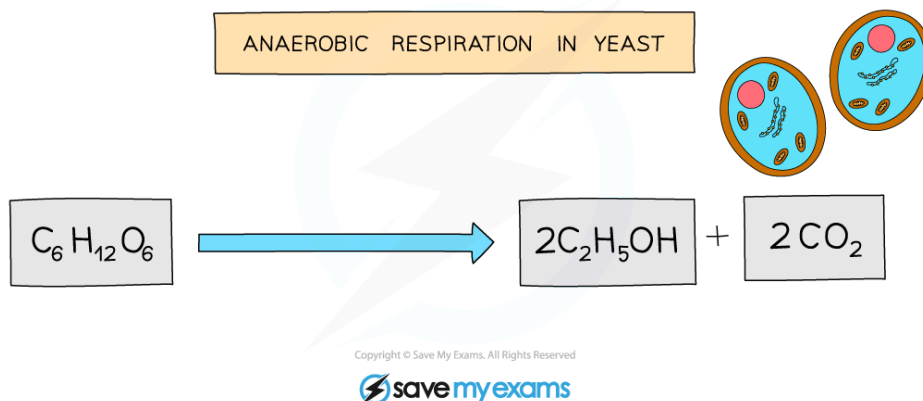 ANAEROBIC RESPIRATION IN YEAST
C₆H₁₂O₆ 2C₂H₅OH + 2CO₂
Copyright © Save My Exams. All Rights Reserved
save my exams